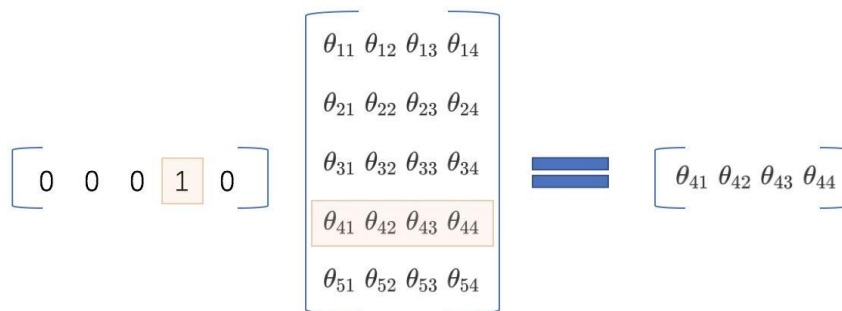 θ₁₁ θ₁₂ θ₁₃ θ₁₄
θ₂₁ θ₂₂ θ₂₃ θ₂₄
θ₃₁ θ₃₂ θ₃₃ θ₃₄
0 0 0 1 0
=
θ₄₁ θ₄₂ θ₄₃ θ₄₄
θ₄₁ θ₄₂ θ₄₃ θ₄₄
θ₅₁ θ₅₂ θ₅₃ θ₅₄